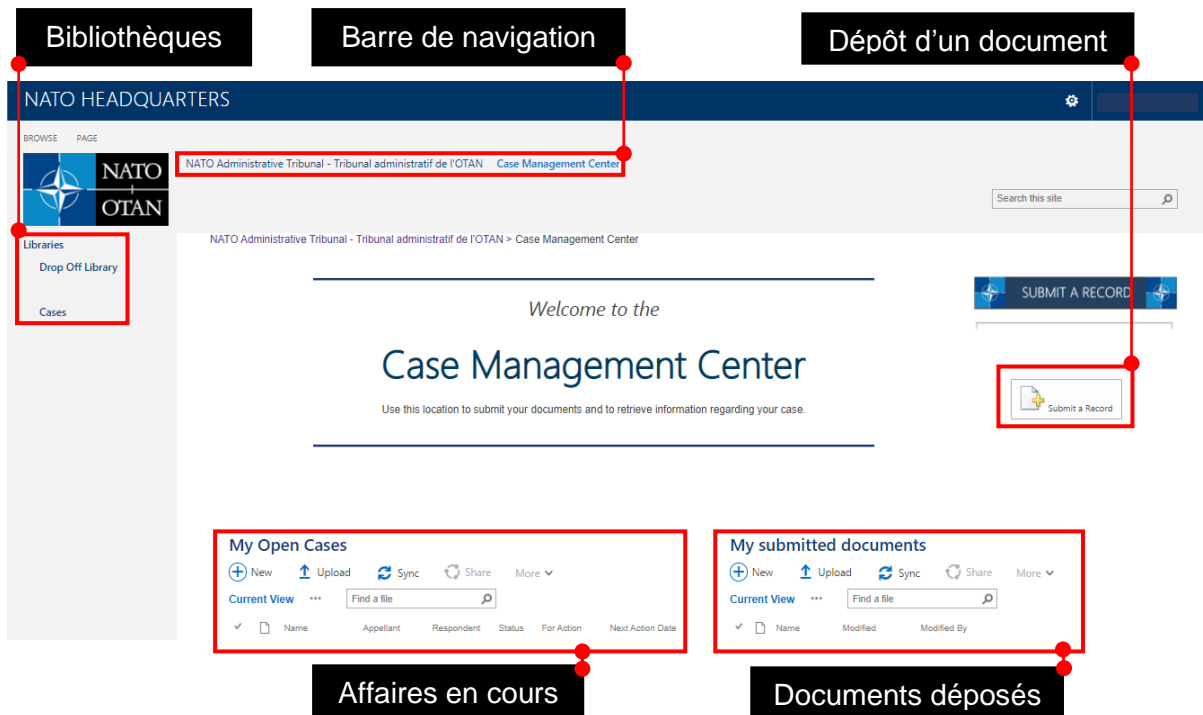 Bibliothèques
Barre de navigation
Dépôt d'un document
NATO HEADQUARTERS
BROWSE PAGE
NATO
OTAN
NATO Administrative Tribunal - Tribunal administratif de l'OTAN Case Management Center
Search this site
Libraries
Drop Off Library
Cases
NATO Administrative Tribunal - Tribunal administratif de l'OTAN > Case Management Center
Welcome to the
Case Management Center
Use this location to submit your documents and to retrieve information regarding your case.
SUBMIT A RECORD
Submit a Record
My Open Cases
New Upload Sync Share More
Current View ••• Find a file
Name Appellant Respondent Status For Action Next Action Date
My submitted documents
New Upload Sync Share More
Current View ••• Find a file
Name Modified Modified By
Affaires en cours
Documents déposés